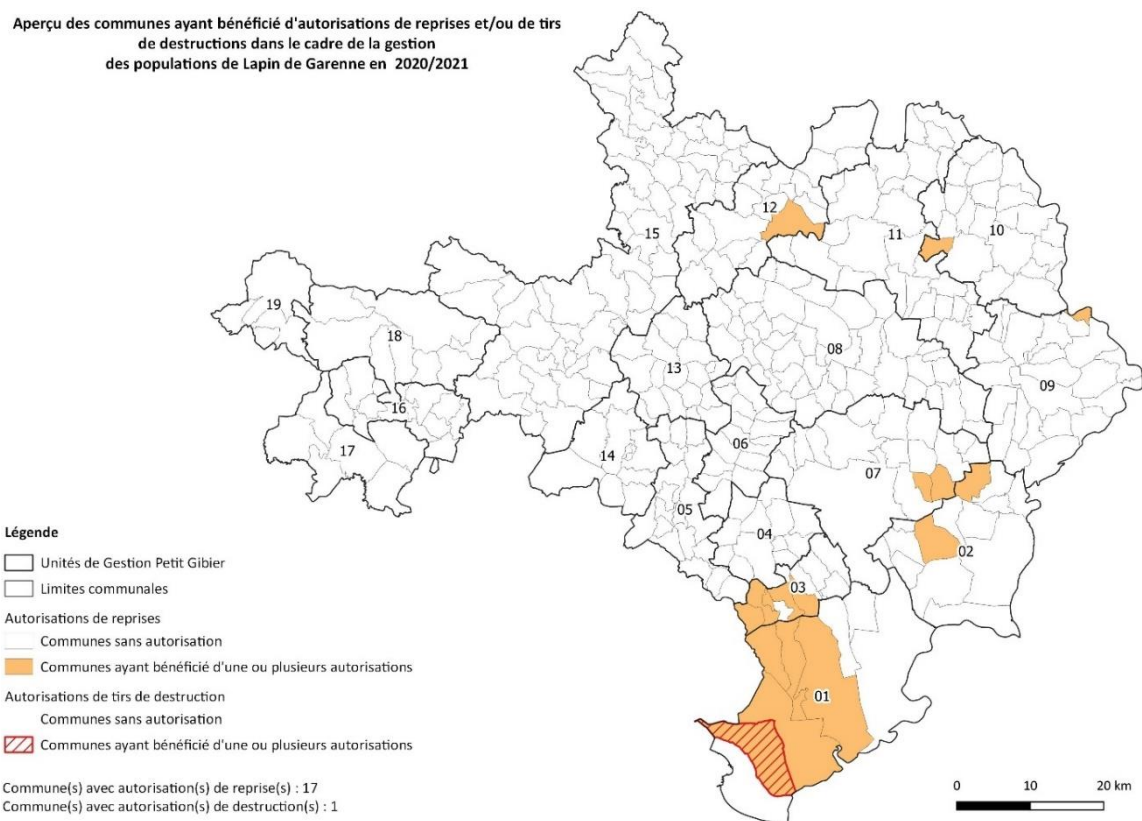 Aperçu des communes ayant bénéficié d'autorisations de reprises et/ou de tirs
de destructions dans le cadre de la gestion
des populations de Lapin de Garenne en 2020/2021
12
15
11
10
19
18
08
13
09
16
06
17
14
07
05
04
02
03
01
Légende
Unités de Gestion Petit Gibier
Limites communales
Autorisations de reprises
Communes sans autorisation
Communes ayant bénéficié d'une ou plusieurs autorisations
Autorisations de tirs de destruction
Communes sans autorisation
Communes ayant bénéficié d'une ou plusieurs autorisations
Commune(s) avec autorisation(s) de reprise(s) : 17
Commune(s) avec autorisation(s) de destruction(s) : 1
0 10 20 km